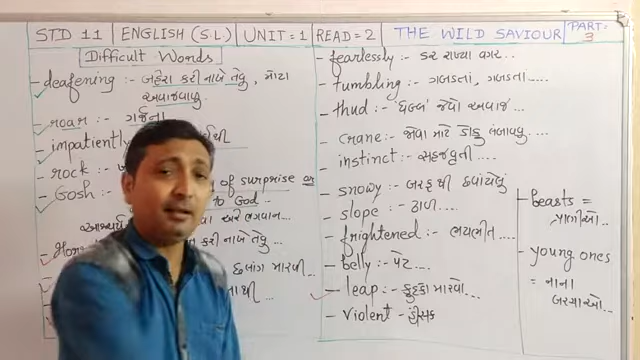 STD 11 ENGLISH (S.L) UNIT=1 READ=2 THE WILD SAVIOUR PART=3
Difficult Words
deafening :- બહેરા કરી નાખે તેવું, મોટા
અવાજવાળું
roar :- ગર્જના
impatiently
rock :-
Gosh :- of surprise or
to God..
fearlessly :- ડર રાખ્યા વગર
tumbling :- ગબડતાં, ગબડતા.....
thud :- 'ધબ્બ' જેવો અવાજ..
crane :- જોવા માટે ડોકું લંબાવવું..
instinct :- સહજવૃત્તી....
snowy :- બરફ થી છવાયેલું
slope :- ઢાળ..
frightened :- ભયભીત...
belly :- પેટ....
leap :- કુદકો મારવો...
violent - હીંસક
beasts =
પ્રાણીઓ..
young ones
= નાના
બચ્ચાઓ...